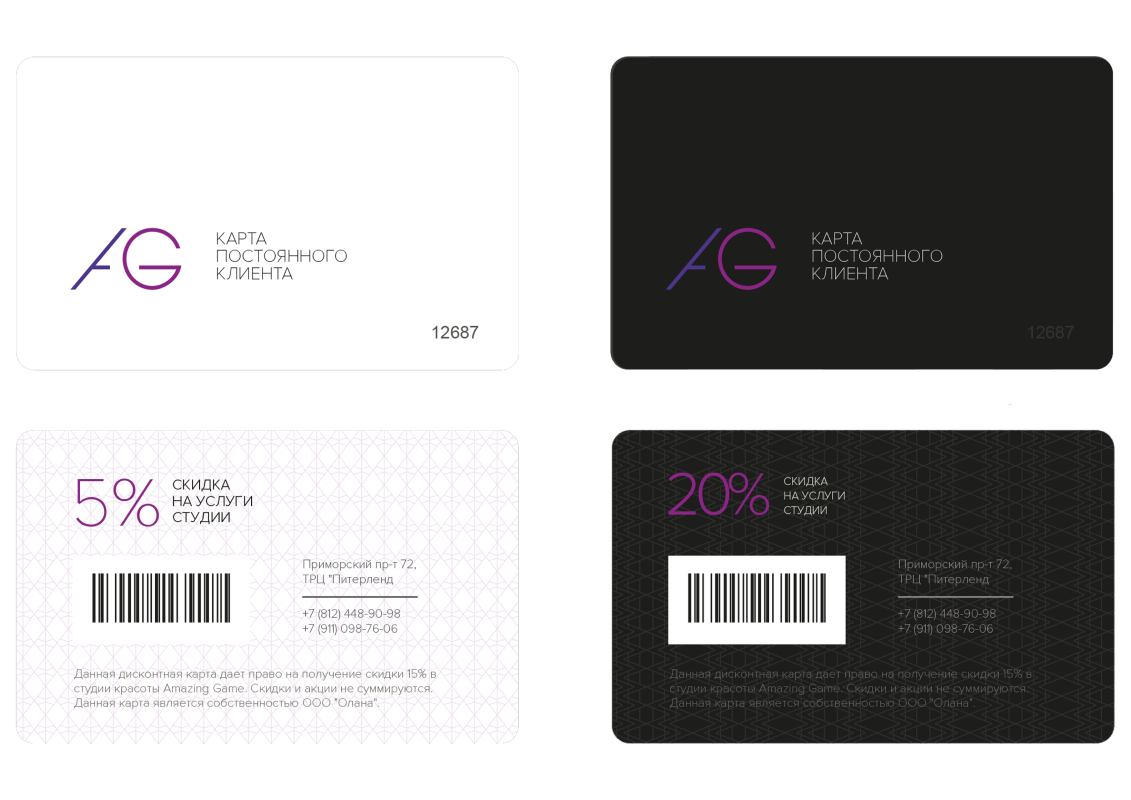 AG
КАРТА
ПОСТОЯННОГО
КЛИЕНТА
12687
AG
КАРТА
ПОСТОЯННОГО
КЛИЕНТА
12687
5%
СКИДКА
НА УСЛУГИ
СТУДИИ
Приморский пр-т 72,
ТРЦ "Питерленд
+7 (812) 448-90-98
+7 (911) 098-76-06
Данная дисконтная карта дает право на получение скидки 15% в
студии красоты Amazing Game. Скидки и акции не суммируются.
Данная карта является собственностью ООО "Олана".
20%
СКИДКА
НА УСЛУГИ
СТУДИИ
Приморский пр-т 72,
ТРЦ "Питерленд
+7 (812) 448-90-98
+7 (911) 098-76-06
Данная дисконтная карта дает право на получение скидки 15% в
студии красоты Amazing Game. Скидки и акции не суммируются.
Данная карта является собственностью ООО "Олана".